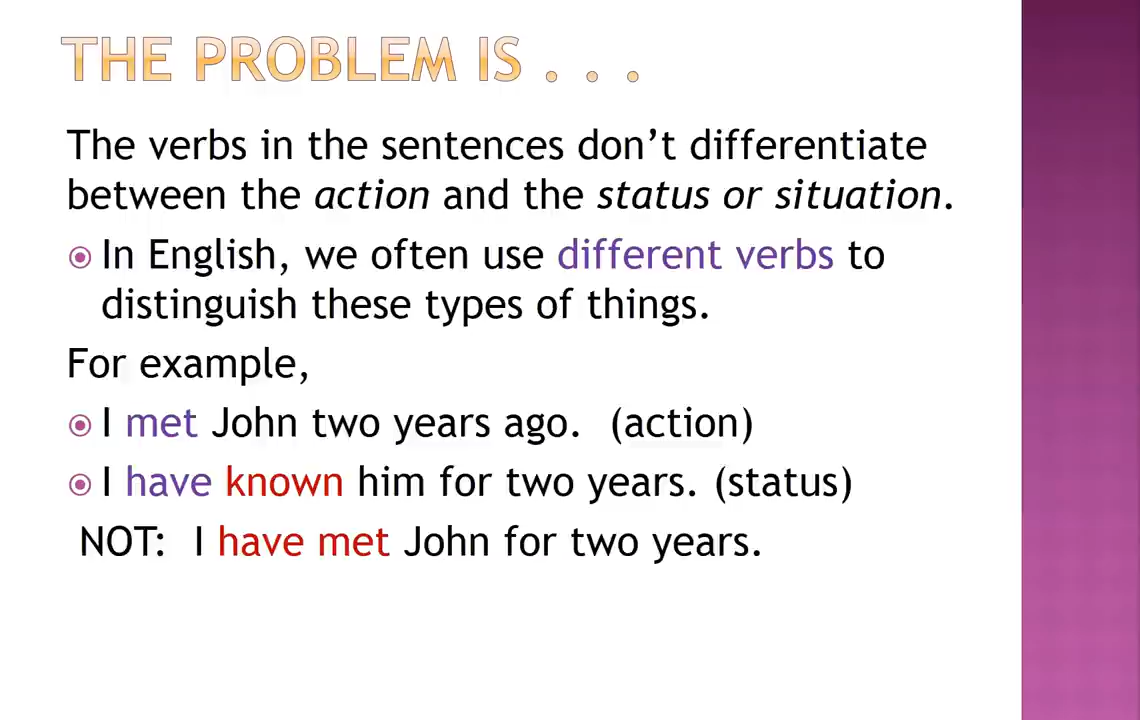 THE PROBLEM IS . . .
The verbs in the sentences don’t differentiate
between the action and the status or situation.
In English, we often use different verbs to
distinguish these types of things.
For example,
I met John two years ago. (action)
I have known him for two years. (status)
NOT: I have met John for two years.